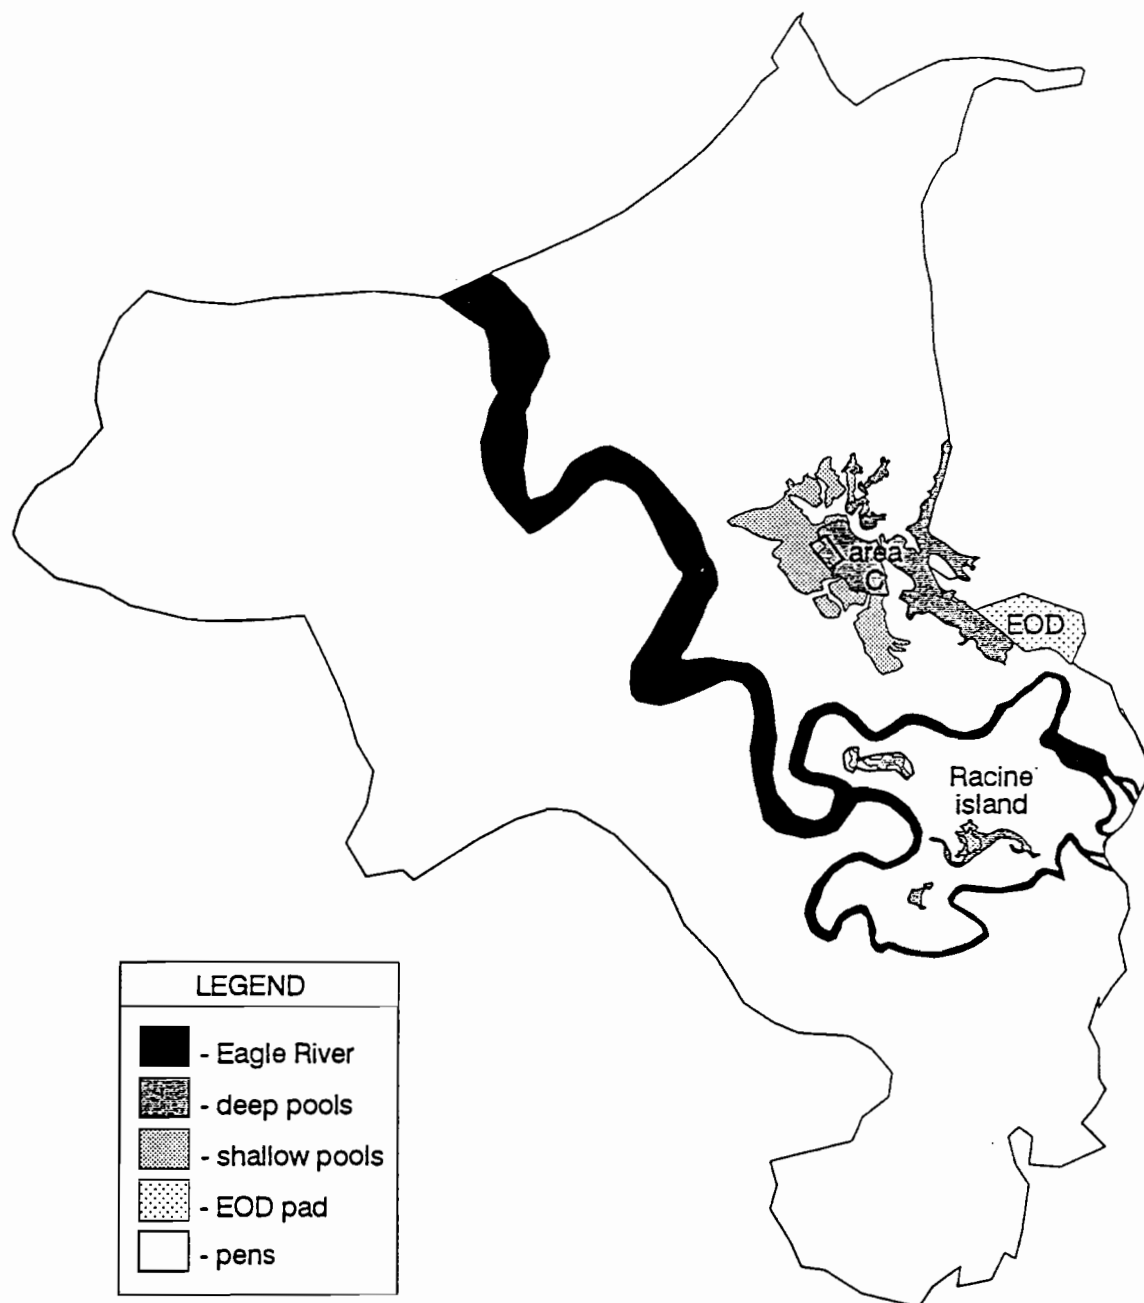 area
C
EOD
Racine
island
LEGEND
- Eagle River
- deep pools
- shallow pools
- EOD pad
- pens